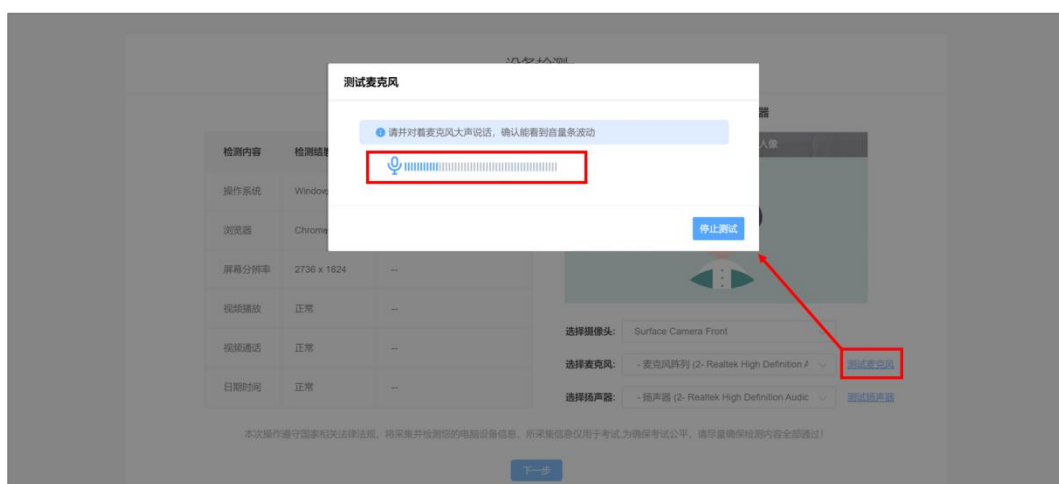 设备检测
测试麦克风
请并对着麦克风大声说话，确认能看到音量条波动
停止测试
器
人像
检测内容 检测结
操作系统 Window
浏览器 Chrome
屏幕分辨率 2736 x 1824 --
视频播放 正常 --
视频通话 正常 --
日期时间 正常 --
选择摄像头: Surface Camera Front
选择麦克风: - 麦克风阵列 (2- Realtek High Definition A 测试麦克风
选择扬声器: - 扬声器 (2- Realtek High Definition Audic 测试扬声器
本次操作遵守国家相关法律法规，将采集并检测您的电脑设备信息，所采集信息仅用于考试,为确保考试公平，请尽量确保检测内容全部通过!
下一步